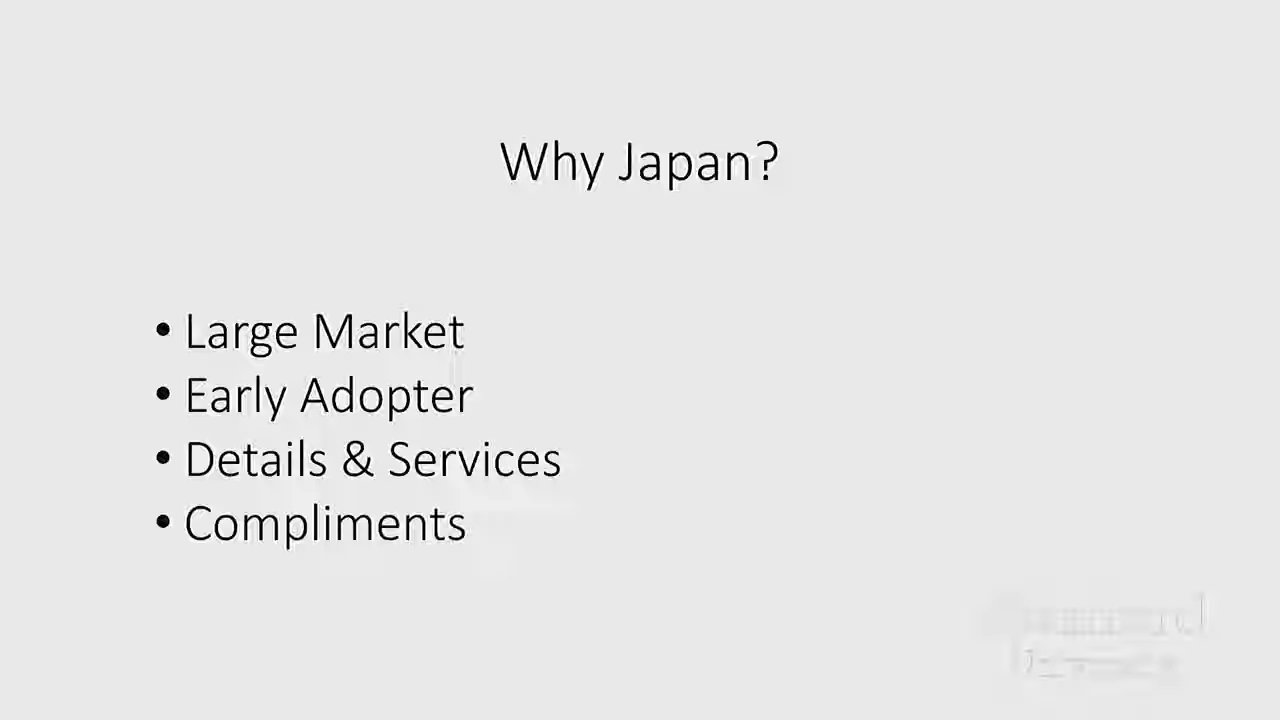 Why Japan?
• Large Market
• Early Adopter
• Details & Services
• Compliments